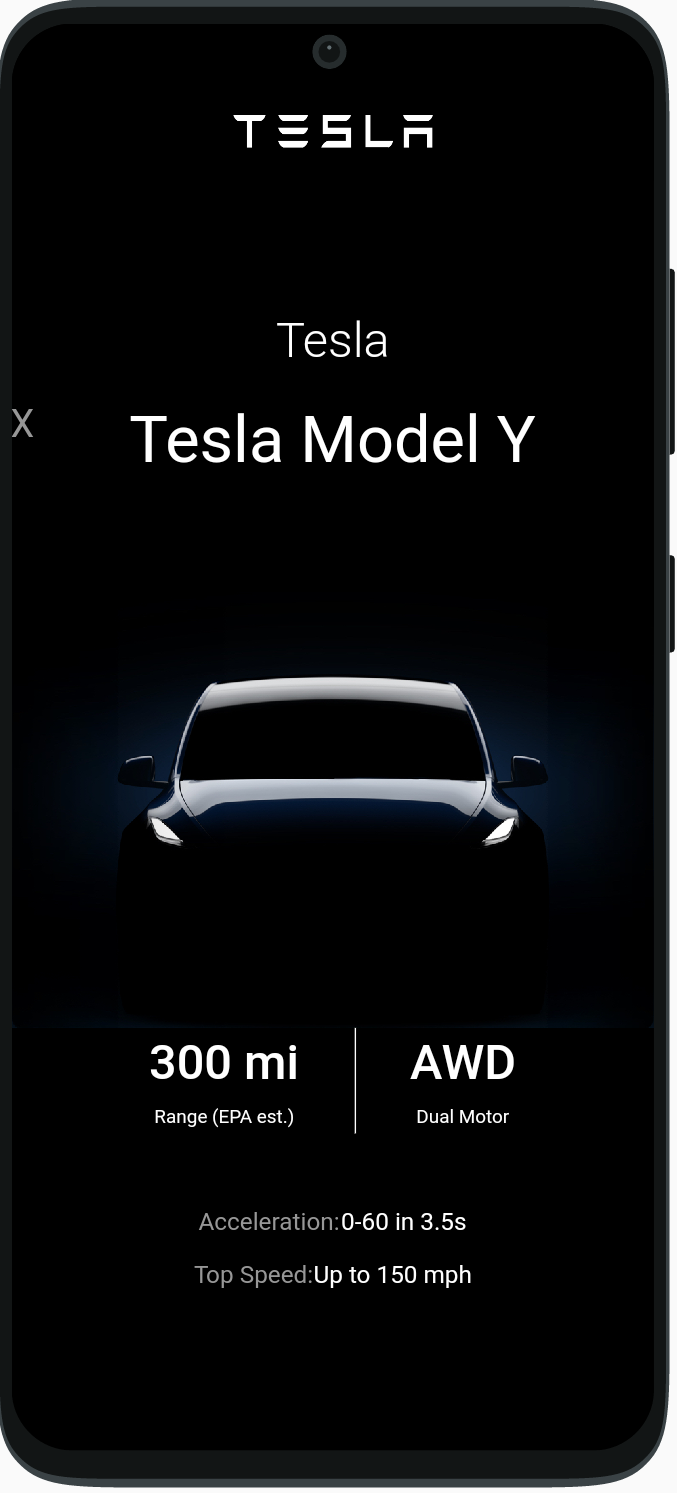 TESLA
Tesla
X
Tesla Model Y
300 mi AWD
Range (EPA est.) Dual Motor
Acceleration:0-60 in 3.5s
Top Speed:Up to 150 mph